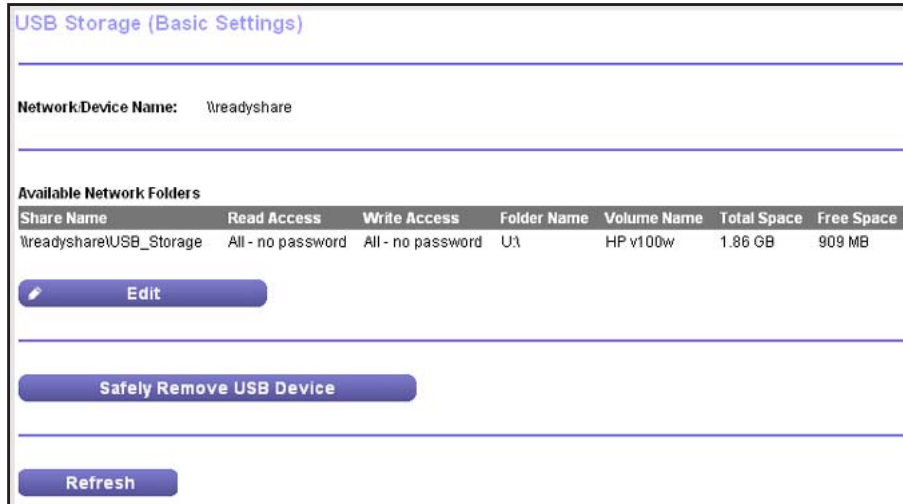 USB Storage (Basic Settings)
Network/Device Name: \\readyshare
Available Network Folders
Share Name Read Access Write Access Folder Name Volume Name Total Space Free Space
\\readyshare\USB_Storage All - no password All - no password U:\ HP v100w 1.86 GB 909 MB
Edit
Safely Remove USB Device
Refresh